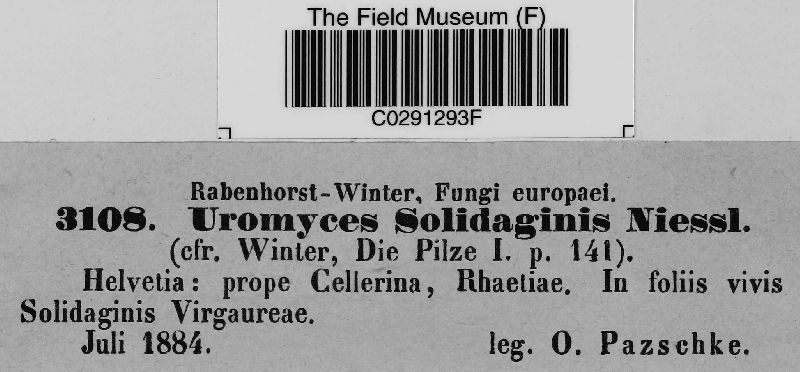 The Field Museum (F)
C0291293F
Rabenhorst-Winter, Fungi europaei.
3108. Uromyces Solidaginis Niessl.
(cfr. Winter, Die Pilze I. p. 141).
Helvetia: prope Cellerina, Rhaetiae. In foliis vivis
Solidaginis Virgaureae.
Juli 1884. leg. O. Pazschke.